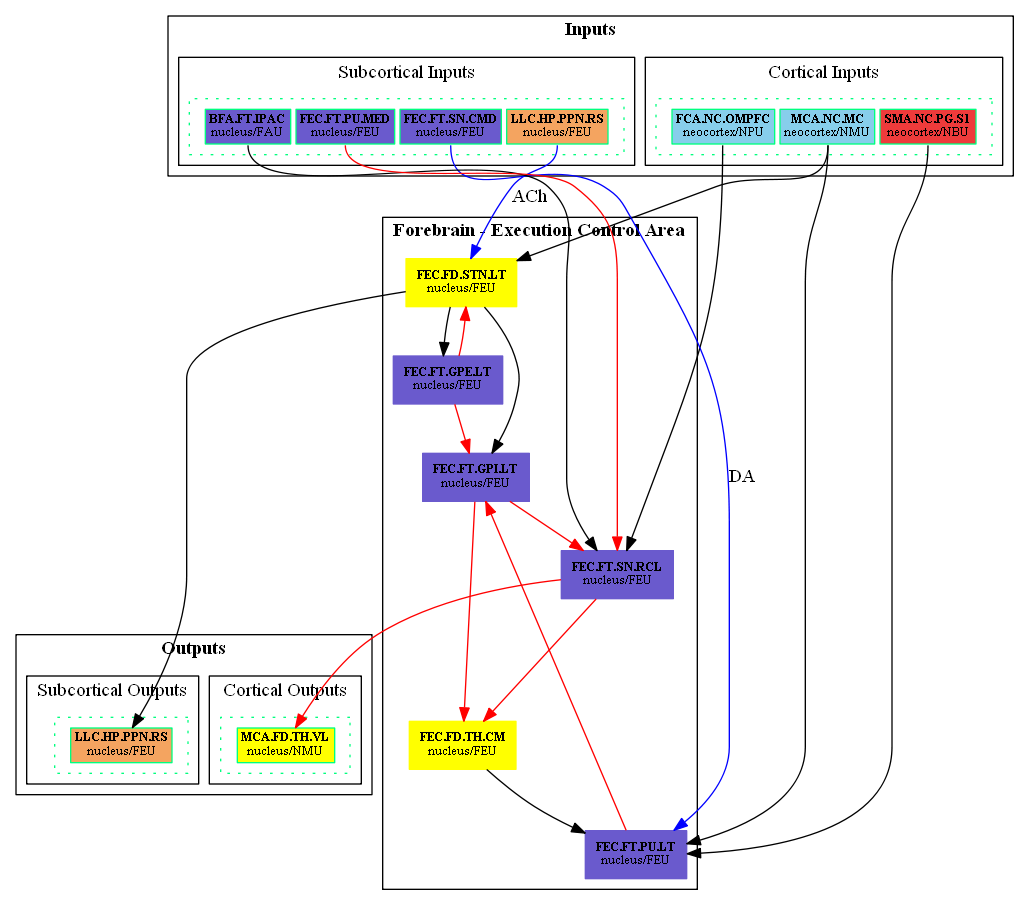 Inputs
Subcortical Inputs
Cortical Inputs
BFA.FT.IPAC
nucleus/FAU
FEC.FT.PU.MED
nucleus/FEU
FEC.FT.SN.CMD
nucleus/FEU
LLC.HP.PPN.RS
nucleus/FEU
FCA.NC.OMPFC
neocortex/NPU
MCA.NC.MC
neocortex/NMU
SMA.NC.PG.S1
neocortex/NBU
ACh
Forebrain - Execution Control Area
FEC.FD.STN.LT
nucleus/FEU
FEC.FT.GPE.LT
nucleus/FEU
FEC.FT.GPI.LT
nucleus/FEU
DA
FEC.FT.SN.RCL
nucleus/FEU
Outputs
Subcortical Outputs
Cortical Outputs
LLC.HP.PPN.RS
nucleus/FEU
MCA.FD.TH.VL
nucleus/NMU
FEC.FD.TH.CM
nucleus/FEU
FEC.FT.PU.LT
nucleus/FEU